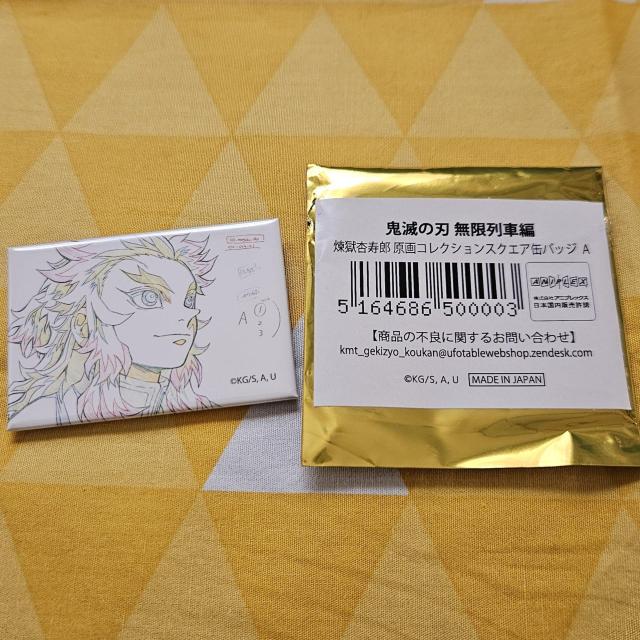 A
1
2
3
©KG/S, A, U
鬼滅の刃 無限列車編
煉獄杏寿郎 原画コレクションスクエア缶バッジ A
5 164686 500003
ANIPLEX
株式会社アニプレックス
日本国内販売許諾
【商品の不良に関するお問い合わせ】
kmt_gekizyo_koukan@ufotablewebshop.zendesk.com
©KG/S, A, U
MADE IN JAPAN